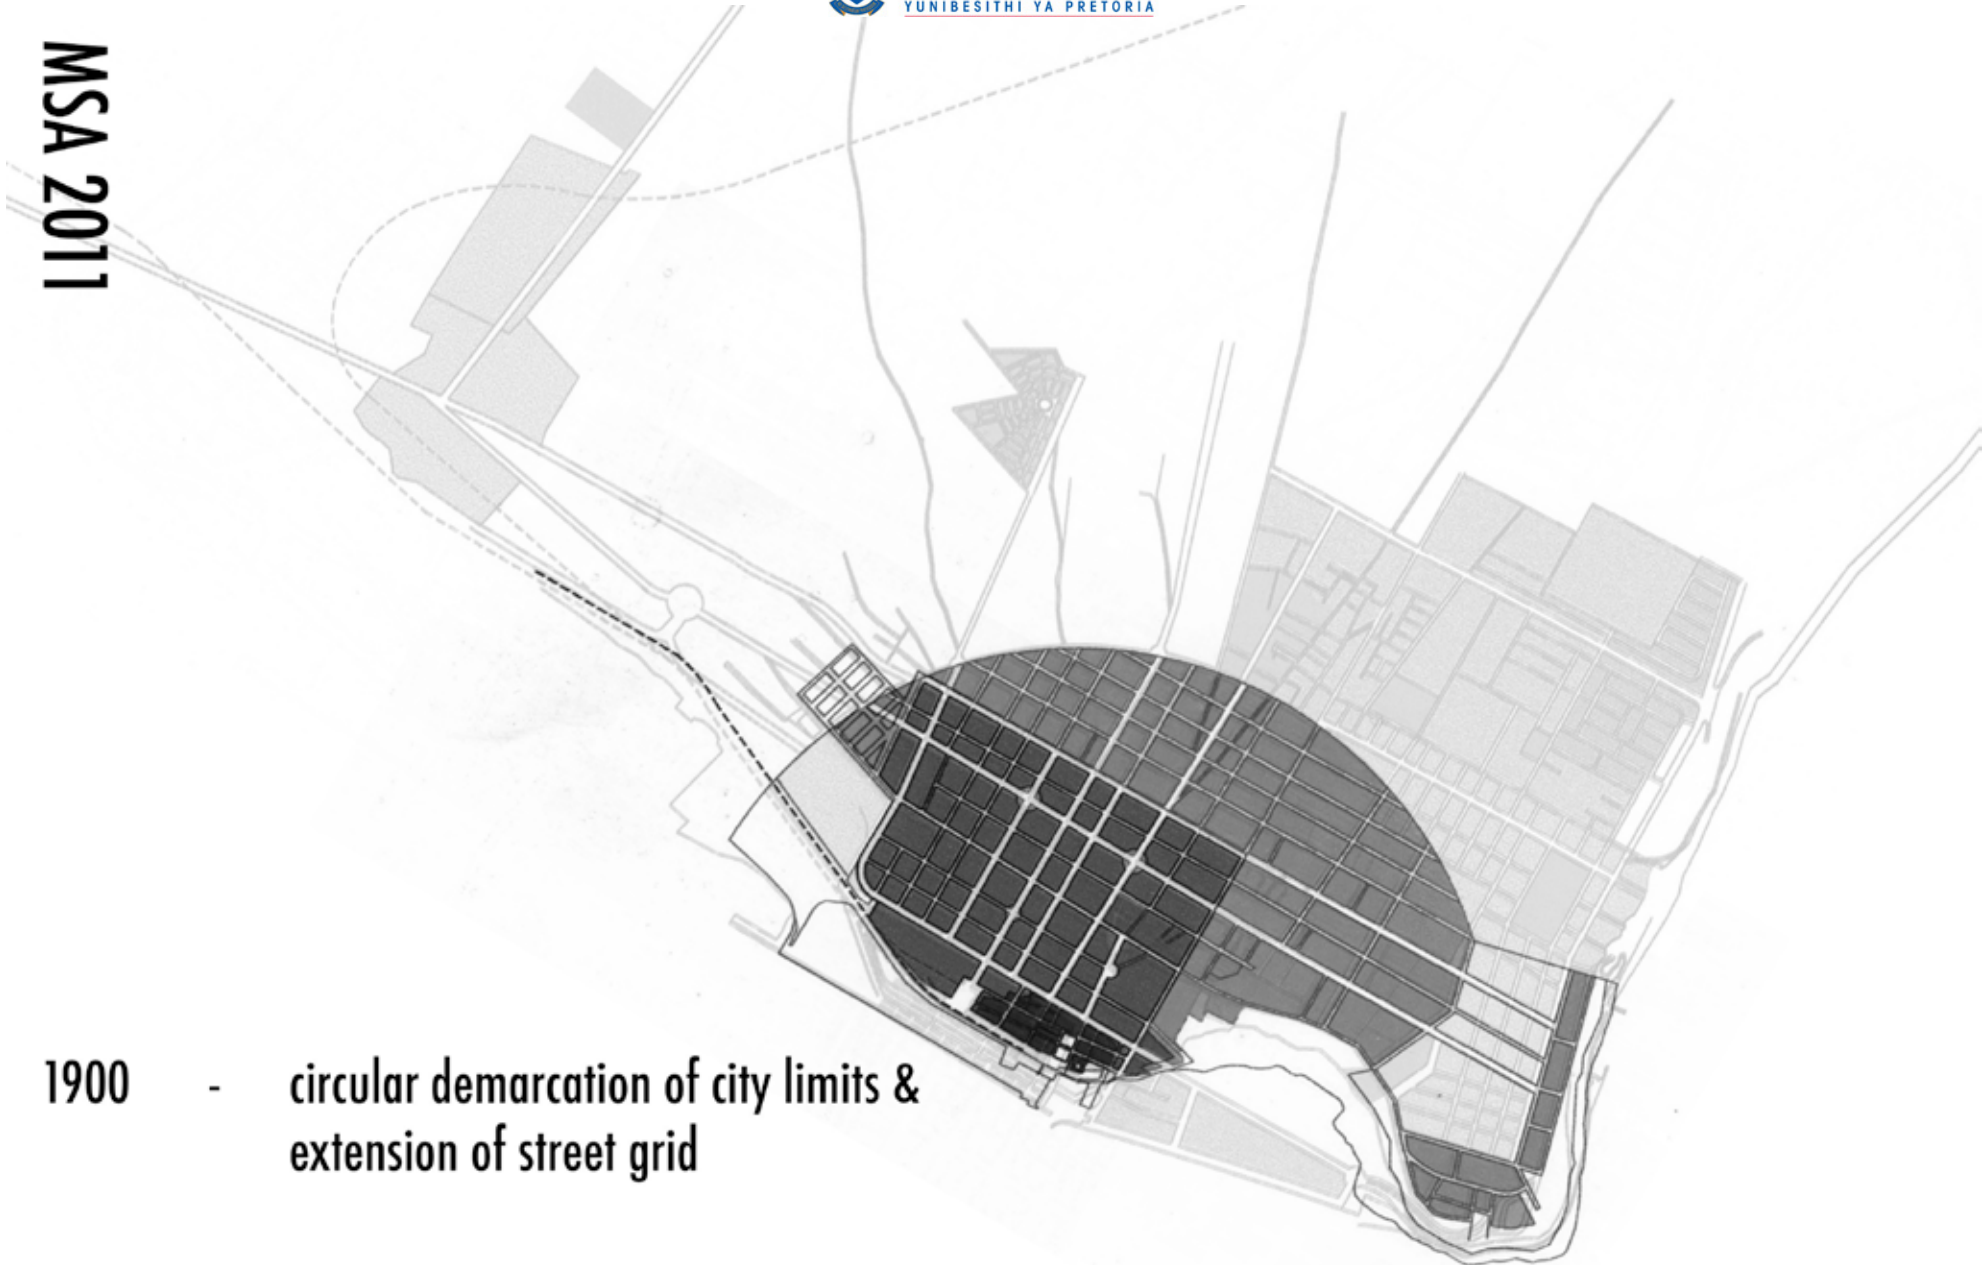 YUNIBESITHI YA PRETORIA
MSA 2011
1900 - circular demarcation of city limits &
extension of street grid